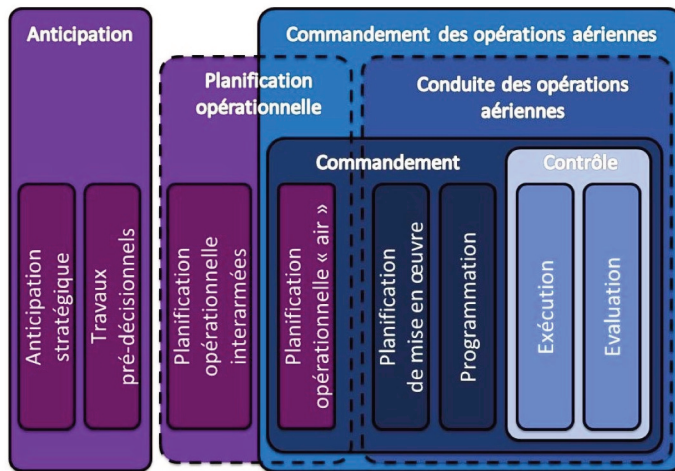 Anticipation
Commandement des opérations aériennes
Planification
opérationnelle
Conduite des opérations
aériennes
Commandement
Contrôle
Anticipation
stratégique
Travaux
pré-décisionnels
Planification
opérationnelle
interarmées
Planification
opérationnelle « air »
Planification
de mise en œuvre
Programmation
Exécution
Evaluation